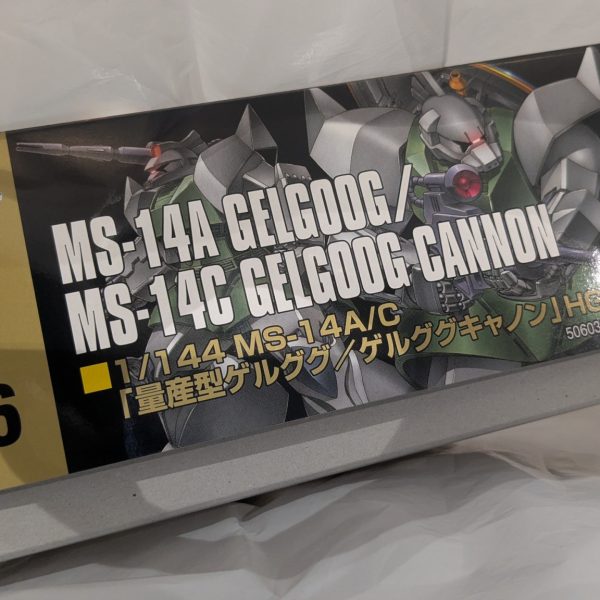 MS-14A GELGOOG/
MS-14C GELGOOG CANNON
1/144 MS-14A/C
「量産型ゲルググ/ゲルググキャノン」HG
50603
6